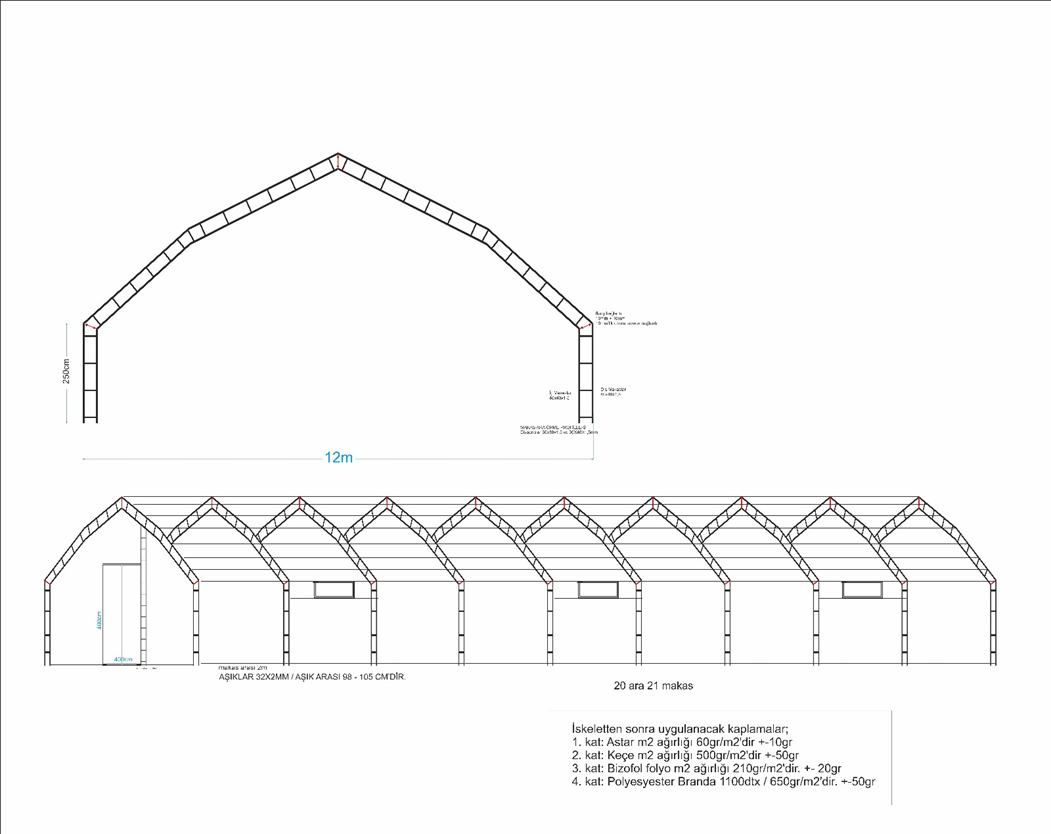 250cm
12m
400cm
400cm
makas arası 2m
AŞIKLAR 32X2MM / AŞIK ARASI 98 - 105 CM'DİR.
20 ara 21 makas
İskeletten sonra uygulanacak kaplamalar;
1. kat: Astar m2 ağırlığı 60gr/m2'dir +-10gr
2. kat: Keçe m2 ağırlığı 500gr/m2'dir +-50gr
3. kat: Bizofol folyo m2 ağırlığı 210gr/m2'dir. +- 20gr
4. kat: Polyesyester Branda 1100dtx / 650gr/m2'dir. +-50gr